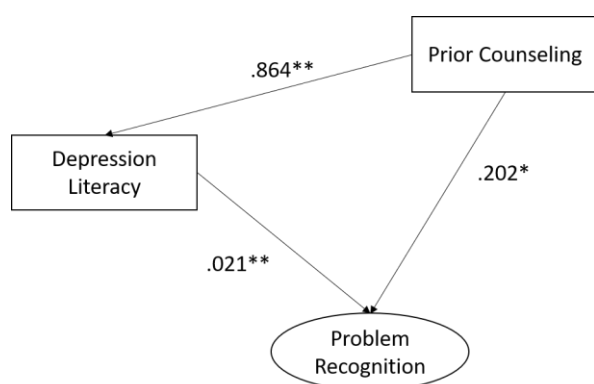 Prior Counseling
.864**
Depression
Literacy
.202*
.021**
Problem
Recognition